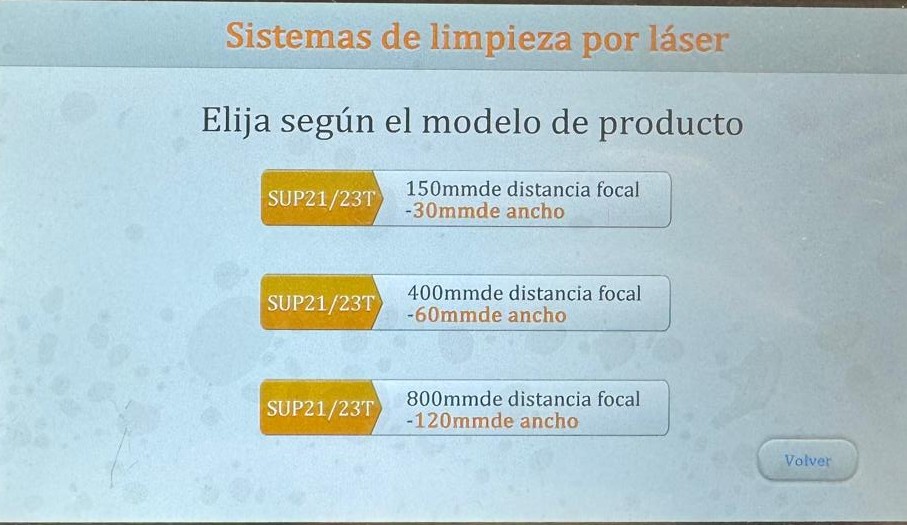 Sistemas de limpieza por láser
Elija según el modelo de producto
SUP21/23T
150mmde distancia focal
-30mmde ancho
SUP21/23T
400mmde distancia focal
-60mmde ancho
SUP21/23T
800mmde distancia focal
-120mmde ancho
Volver